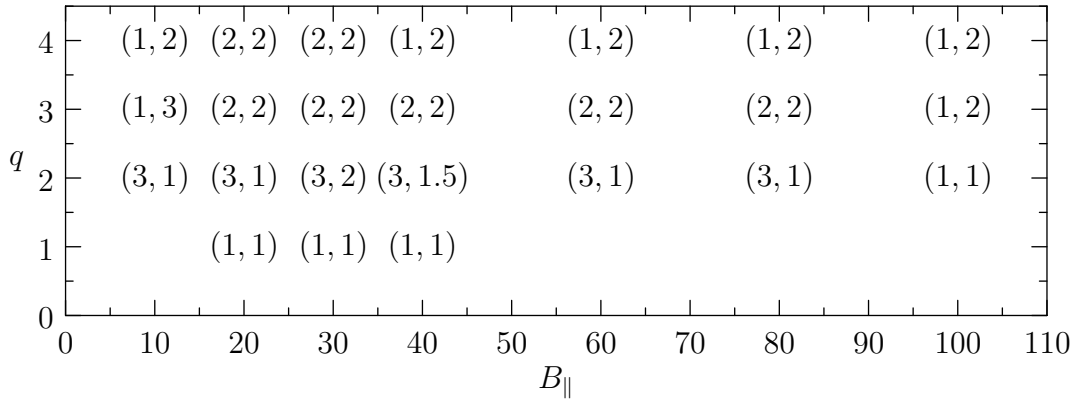 4 (1, 2) (2, 2) (2, 2) (1, 2) (1, 2) (1, 2) (1, 2)
3 (1, 3) (2, 2) (2, 2) (2, 2) (2, 2) (2, 2) (1, 2)
q
2 (3, 1) (3, 1) (3, 2) (3, 1.5) (3, 1) (3, 1) (1, 1)
1 (1, 1) (1, 1) (1, 1)
0
0 10 20 30 40 50 60 70 80 90 100 110
B∥